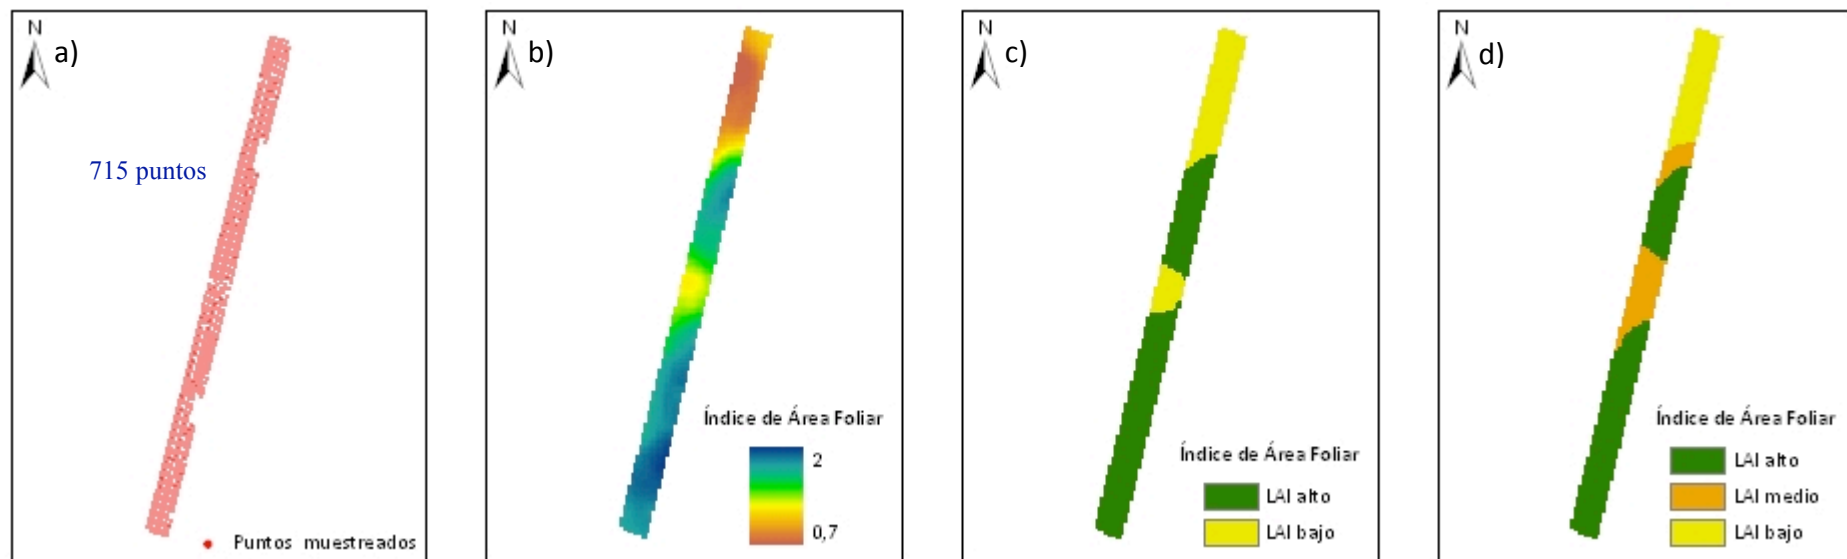 N
a)
715 puntos
Puntos muestreados
N
b)
Índice de Área Foliar
2
0,7
N
c)
Índice de Área Foliar
LAI alto
LAI bajo
N
d)
Índice de Área Foliar
LAI alto
LAI medio
LAI bajo